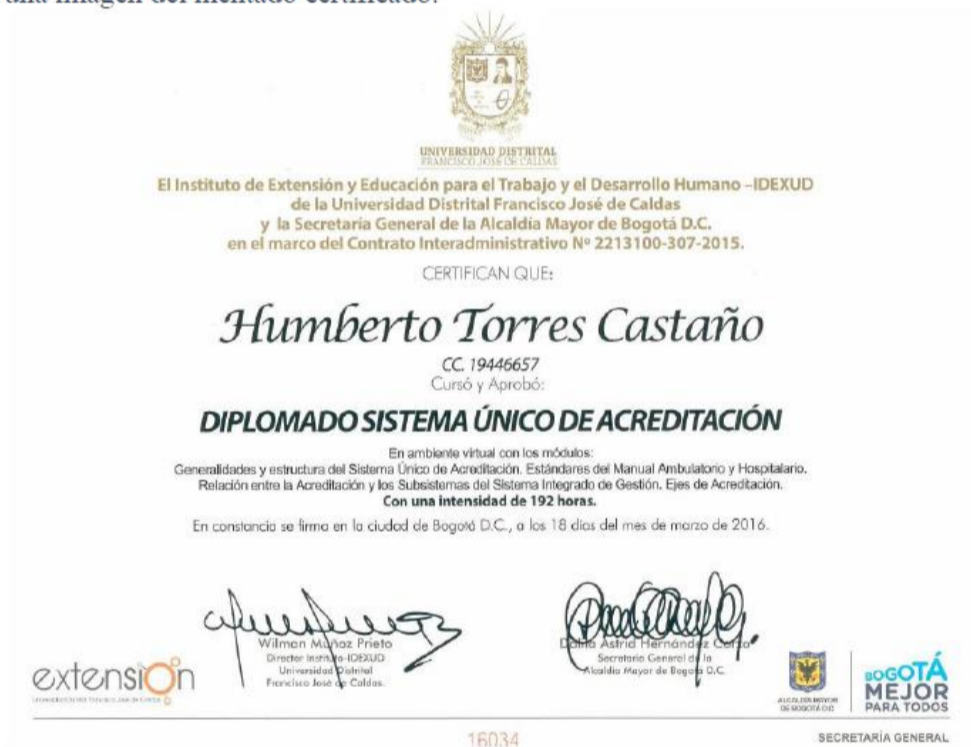 una imagen del mentado certificado.
UNIVERSIDAD DISTRITAL
FRANCISCO JOSÉ DE CALDAS
El Instituto de Extensión y Educación para el Trabajo y el Desarrollo Humano –IDEXUD
de la Universidad Distrital Francisco José de Caldas
y la Secretaría General de la Alcaldía Mayor de Bogotá D.C.
en el marco del Contrato Interadministrativo Nº 2213100-307-2015.
CERTIFICAN QUE:
Humberto Torres Castaño
CC. 19446657
Cursó y Aprobó:
DIPLOMADO SISTEMA ÚNICO DE ACREDITACIÓN
En ambiente virtual con los módulos:
Generalidades y estructura del Sistema Único de Acreditación. Estándares del Manual Ambulatorio y Hospitalario.
Relación entre la Acreditación y los Subsistemas del Sistema Integrado de Gestión. Ejes de Acreditación.
Con una intensidad de 192 horas.
En constancia se firma en la ciudad de Bogotá D.C., a los 18 días del mes de marzo de 2016.
Wilman Muñoz Prieto
Director Instituto-IDEXUD
Universidad Distrital
Francisco José de Caldas.
Astrid Hernández
Secretaria General de la
Alcaldía Mayor de Bogotá D.C.
extensión
ALCALDÍA MAYOR
DE BOGOTÁ D.C.
BOGOTÁ
MEJOR
PARA TODOS
16034
SECRETARÍA GENERAL